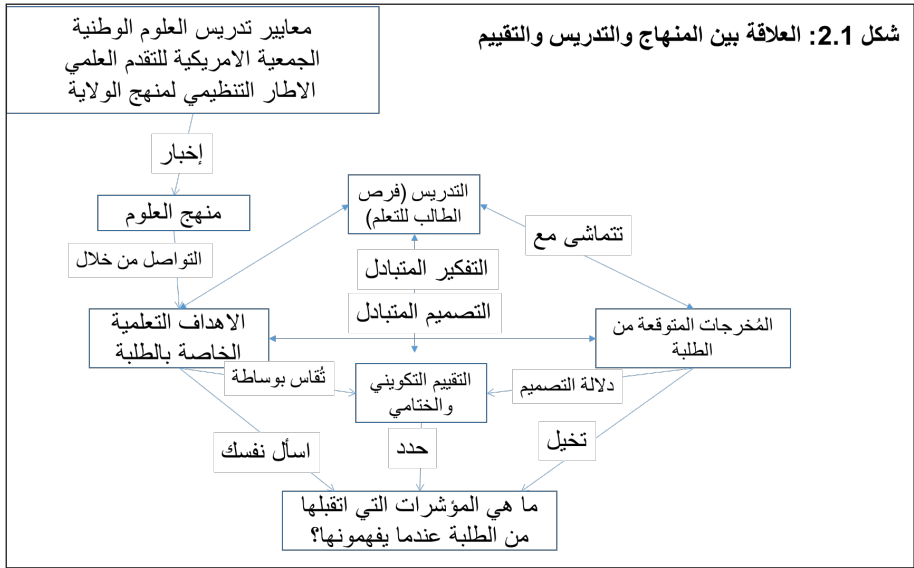 شكل 2.1: العلاقة بين المنهاج والتدريس والتقييم
معايير تدريس العلوم الوطنية
الجمعية الامريكية للتقدم العلمي
الاطار التنظيمي لمنهج الولاية
إخبار
منهج العلوم
التواصل من خلال
التدريس (فرص
الطالب للتعلم)
تتماشى مع
التفكير المتبادل
التصميم المتبادل
الاهداف التعلمية
الخاصة بالطلبة
المُخرجات المتوقعة من
الطلبة
تُقاس بوساطة
التقييم التكويني
والختامي
دلالة التصميم
اسأل نفسك
حدد
تخيل
ما هي المؤشرات التي اتقبلها
من الطلبة عندما يفهمونها؟